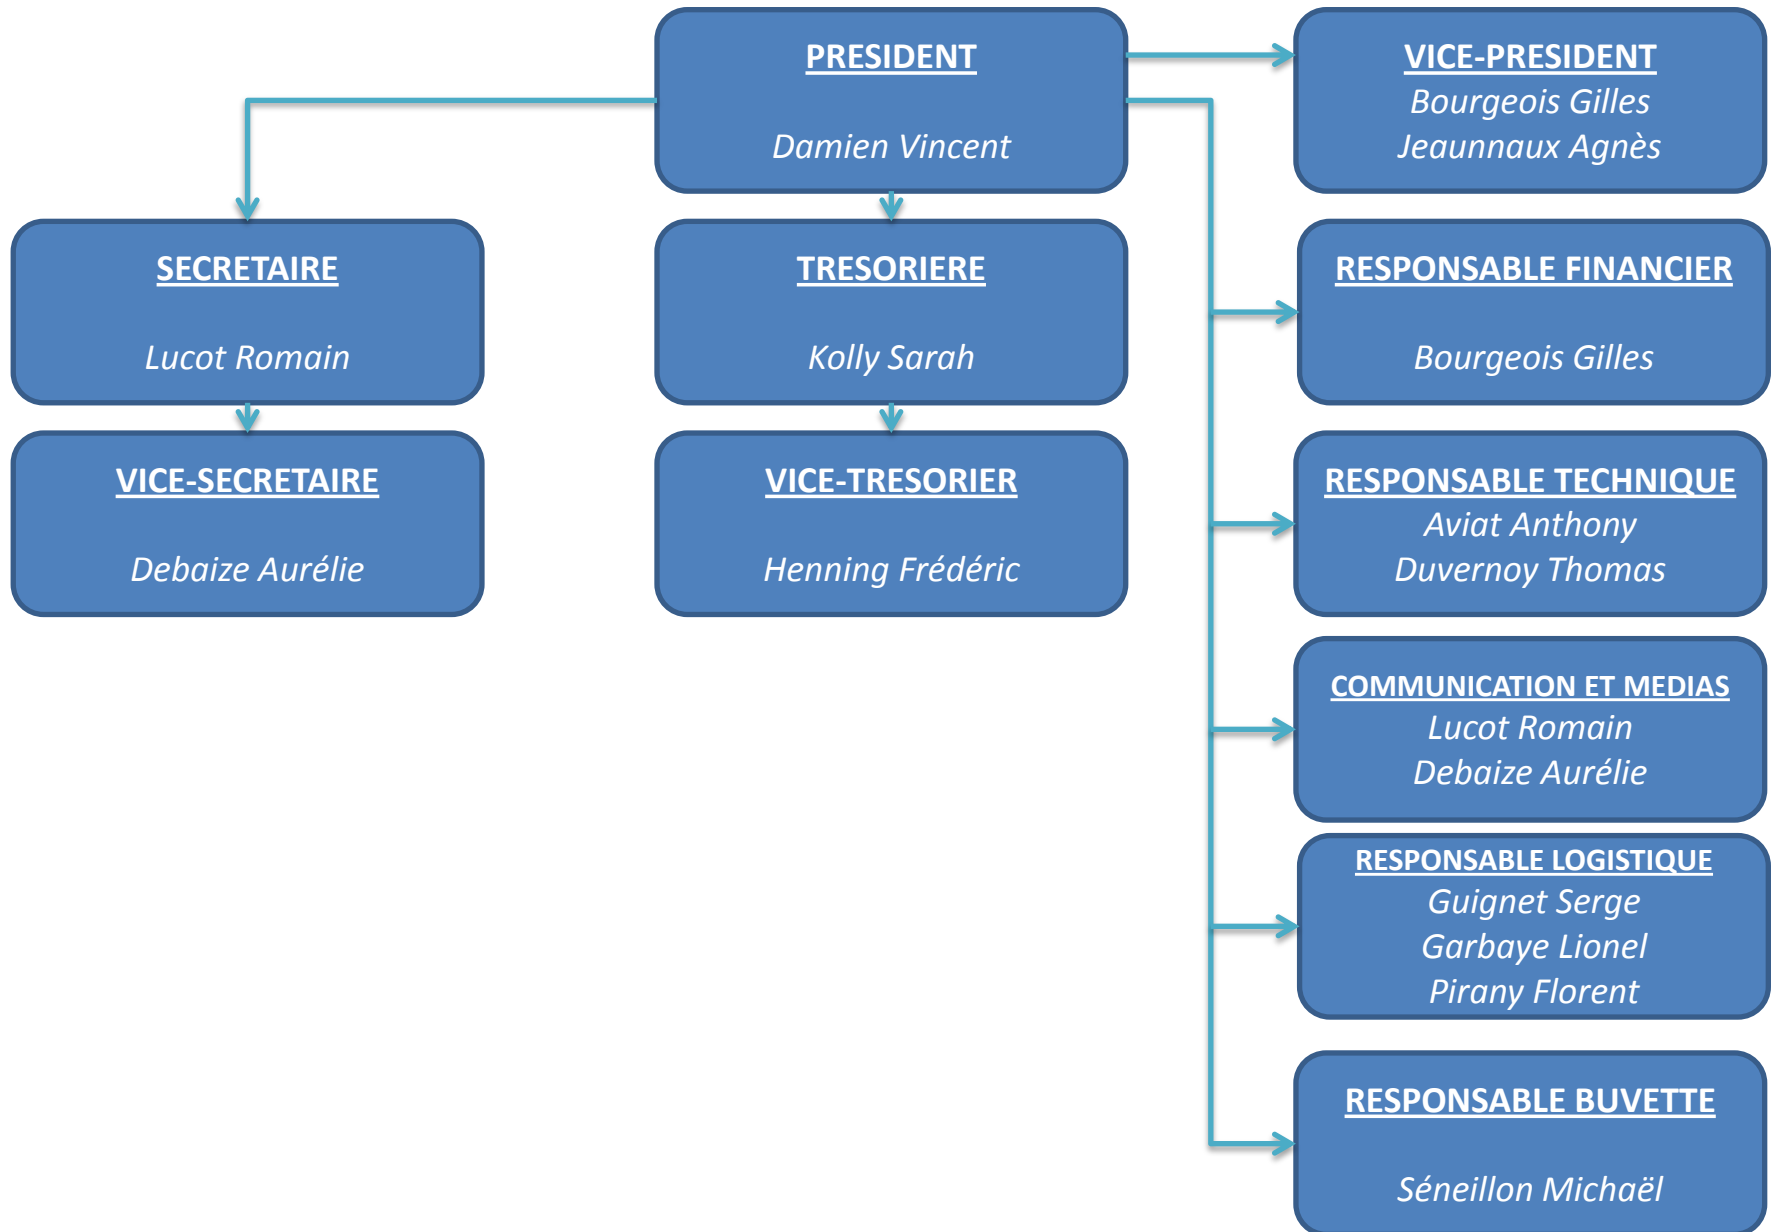 PRESIDENT
Damien Vincent
VICE-PRESIDENT
Bourgeois Gilles
Jeaunnaux Agnès
SECRETAIRE
Lucot Romain
TRESORIERE
Kolly Sarah
RESPONSABLE FINANCIER
Bourgeois Gilles
VICE-SECRETAIRE
Debaize Aurélie
VICE-TRESORIER
Henning Frédéric
RESPONSABLE TECHNIQUE
Aviat Anthony
Duvernoy Thomas
COMMUNICATION ET MEDIAS
Lucot Romain
Debaize Aurélie
RESPONSABLE LOGISTIQUE
Guignet Serge
Garbaye Lionel
Pirany Florent
RESPONSABLE BUVETTE
Séneillon Michaël